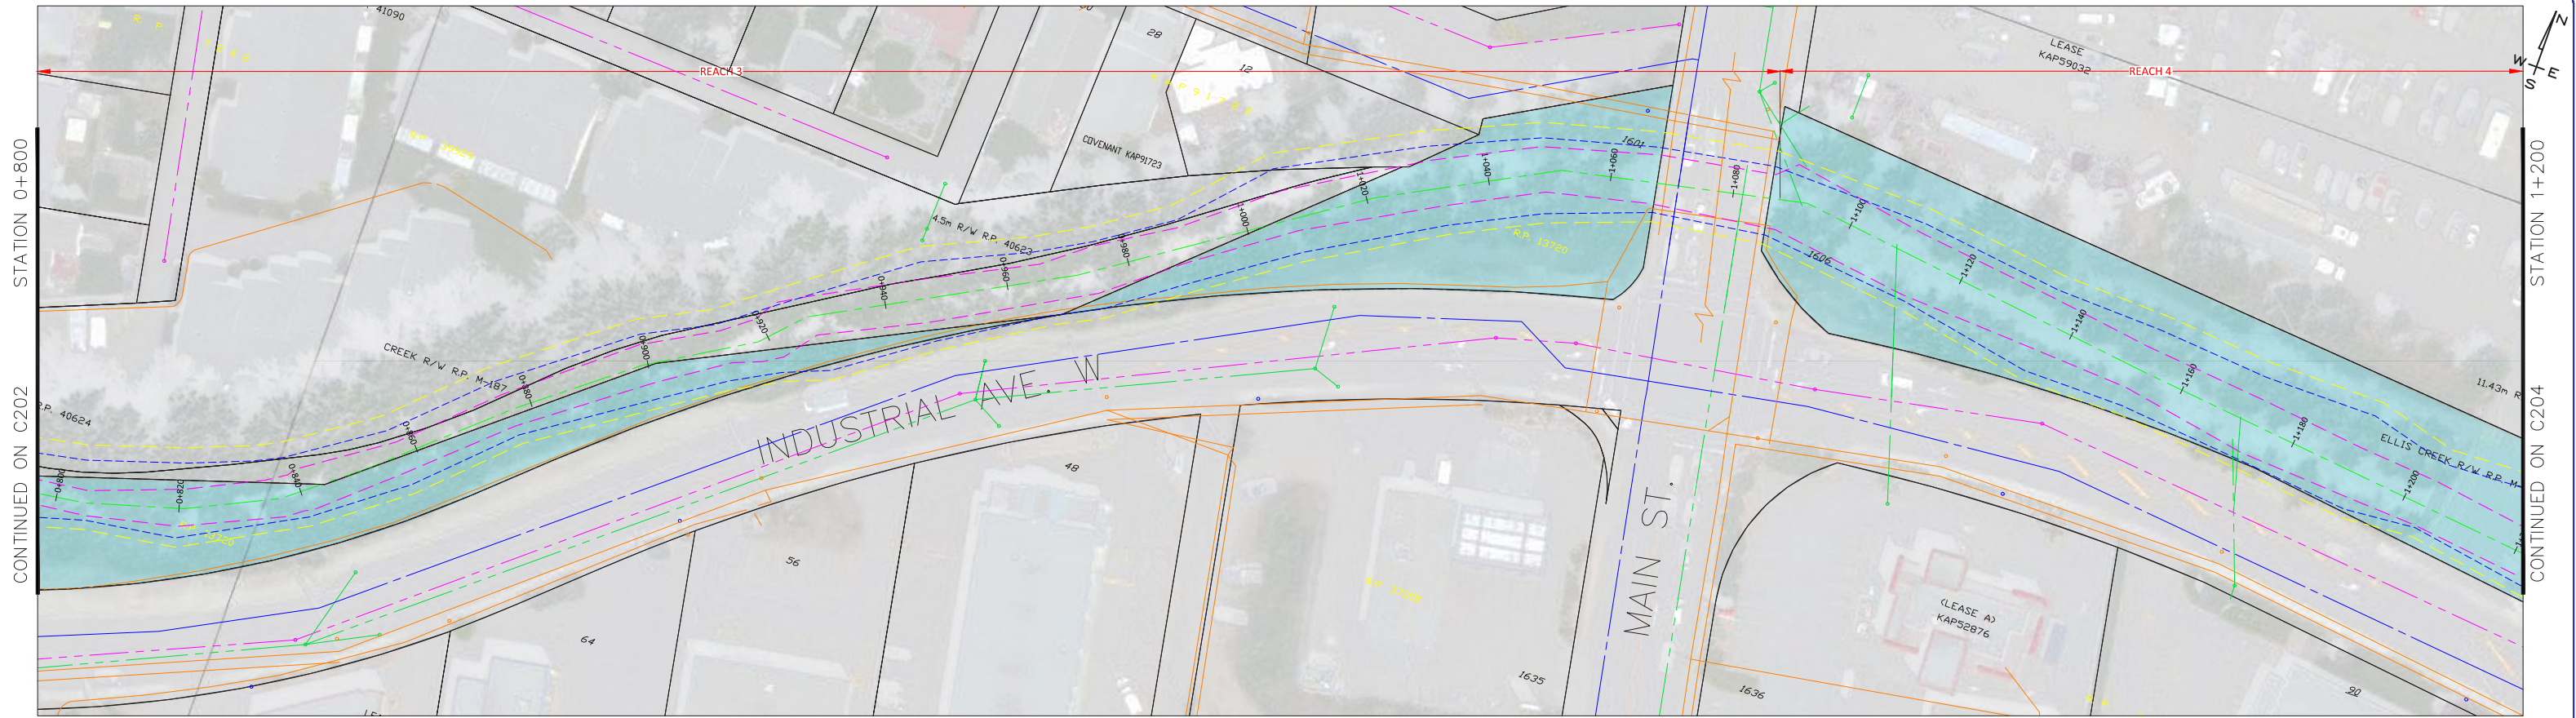 41090
28
12
LEASE
KAP59032
N
W
E
S
REACH 3
REACH 4
COVENANT KAP91723
1601
STATION 0+800
STATION 1+200
4.5m R/W R.P. 40623
R.P. 13720
1606
0+800
0+820
0+840
0+860
0+880
0+900
0+920
0+940
0+960
0+980
1+000
1+020
1+040
1+060
1+080
1+100
1+120
1+140
1+160
1+180
1+200
CREEK R/W R.P. M-187
R.P. 40624
11.43m R
ELLIS CREEK R/W R.P. M
CONTINUED ON C202
CONTINUED ON C204
INDUSTRIAL AVE. W
MAIN ST.
48
56
64
(LEASE A)
KAP52876
1635
1636
90